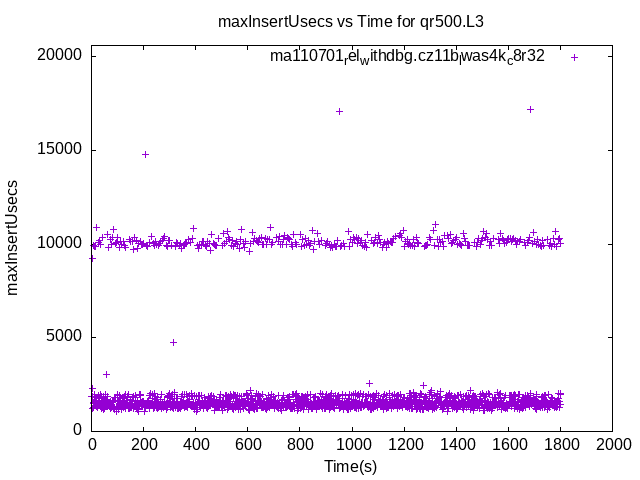 maxInsertUsecs vs Time for qr500.L3
ma110701relwithdbg.cz11blwas4kc8r32
20000
15000
10000
5000
0
maxInsertUsecs
0 200 400 600 800 1000 1200 1400 1600 1800 2000
Time(s)